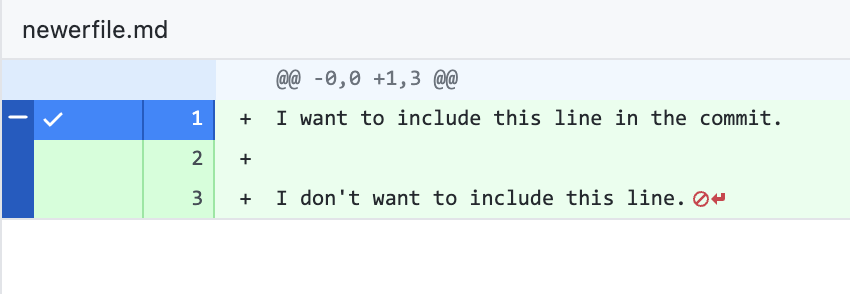 newerfile.md
@@ -0,0 +1,3 @@
1 + I want to include this line in the commit.
2 +
3 + I don't want to include this line.